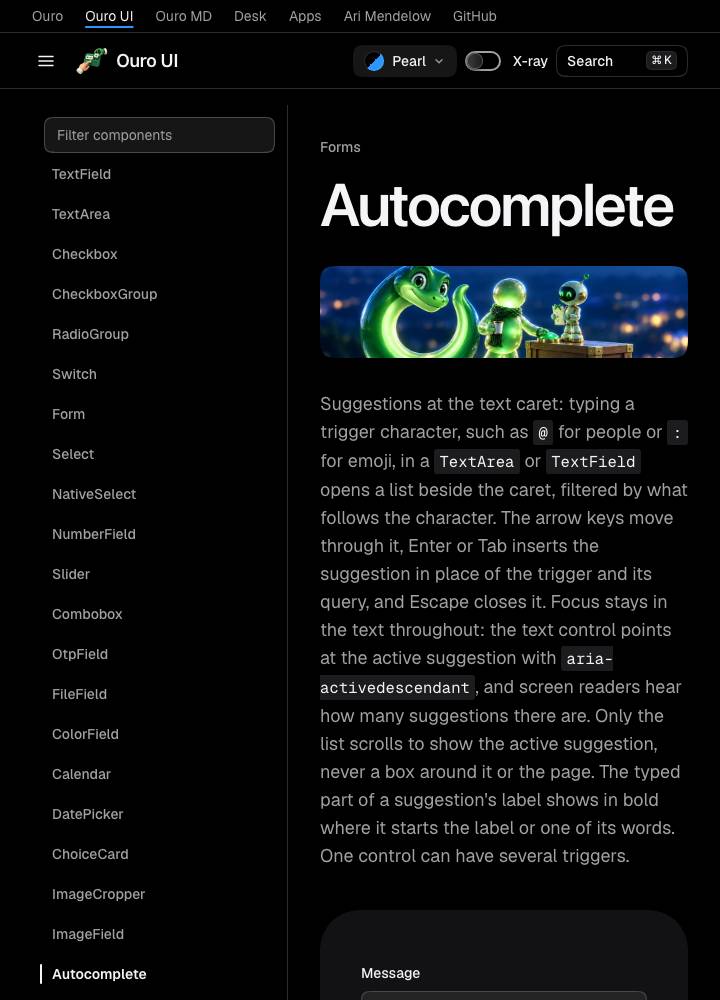 Ouro
Ouro UI
Ouro MD
Desk
Apps
Ari Mendelow
GitHub
Ouro UI
Pearl
X-ray
Search
⌘ K
Filter components
TextField
TextArea
Checkbox
CheckboxGroup
RadioGroup
Switch
Form
Select
NativeSelect
NumberField
Slider
Combobox
OtpField
FileField
ColorField
Calendar
DatePicker
ChoiceCard
ImageCropper
ImageField
Autocomplete
Forms
Autocomplete
Suggestions at the text caret: typing a
trigger character, such as @ for people or :
for emoji, in a TextArea or TextField
opens a list beside the caret, filtered by what
follows the character. The arrow keys move
through it, Enter or Tab inserts the
suggestion in place of the trigger and its
query, and Escape closes it. Focus stays in
the text throughout: the text control points
at the active suggestion with aria-
activedescendant, and screen readers hear
how many suggestions there are. Only the
list scrolls to show the active suggestion,
never a box around it or the page. The typed
part of a suggestion's label shows in bold
where it starts the label or one of its words.
One control can have several triggers.
Message